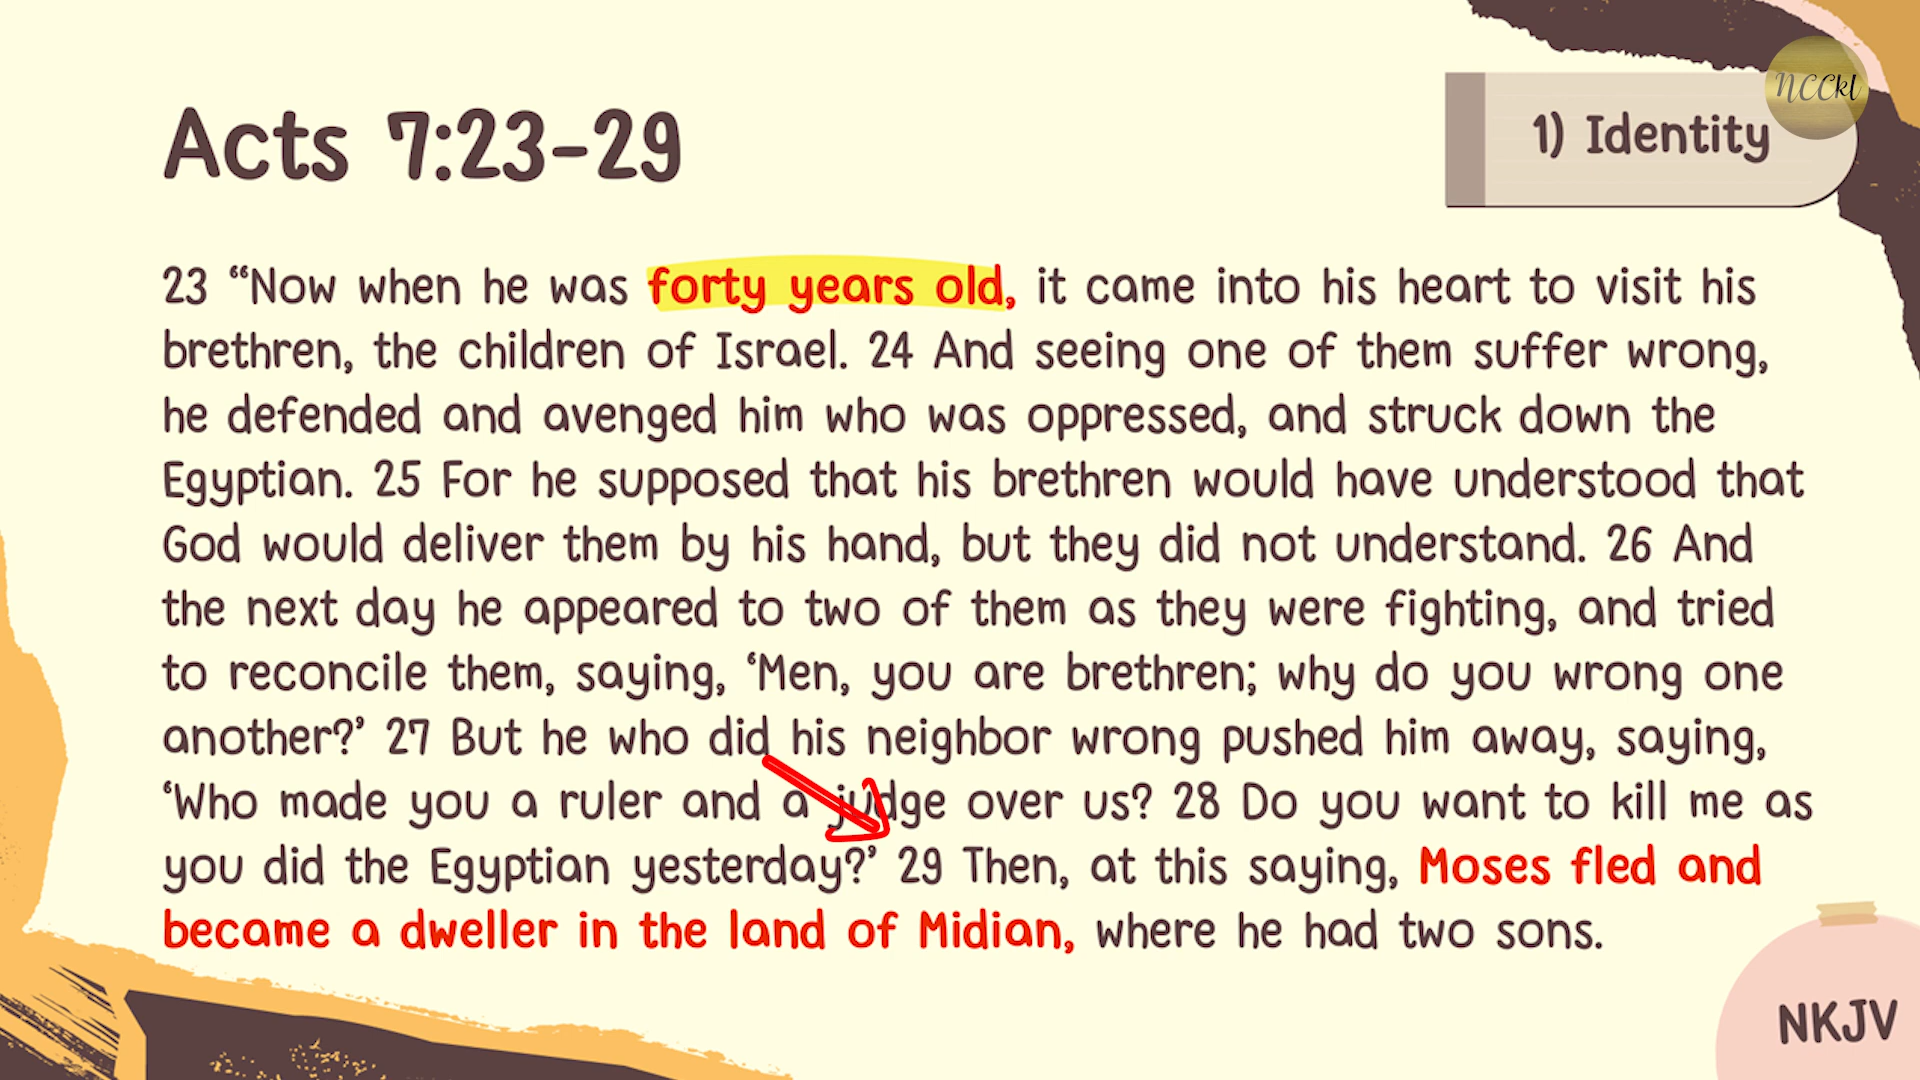 NCCkl
Acts 7:23-29
1) Identity
23 “Now when he was forty years old, it came into his heart to visit his
brethren, the children of Israel. 24 And seeing one of them suffer wrong,
he defended and avenged him who was oppressed, and struck down the
Egyptian. 25 For he supposed that his brethren would have understood that
God would deliver them by his hand, but they did not understand. 26 And
the next day he appeared to two of them as they were fighting, and tried
to reconcile them, saying, ‘Men, you are brethren; why do you wrong one
another?’ 27 But he who did his neighbor wrong pushed him away, saying,
‘Who made you a ruler and a judge over us? 28 Do you want to kill me as
you did the Egyptian yesterday?’ 29 Then, at this saying, Moses fled and
became a dweller in the land of Midian, where he had two sons.
NKJV